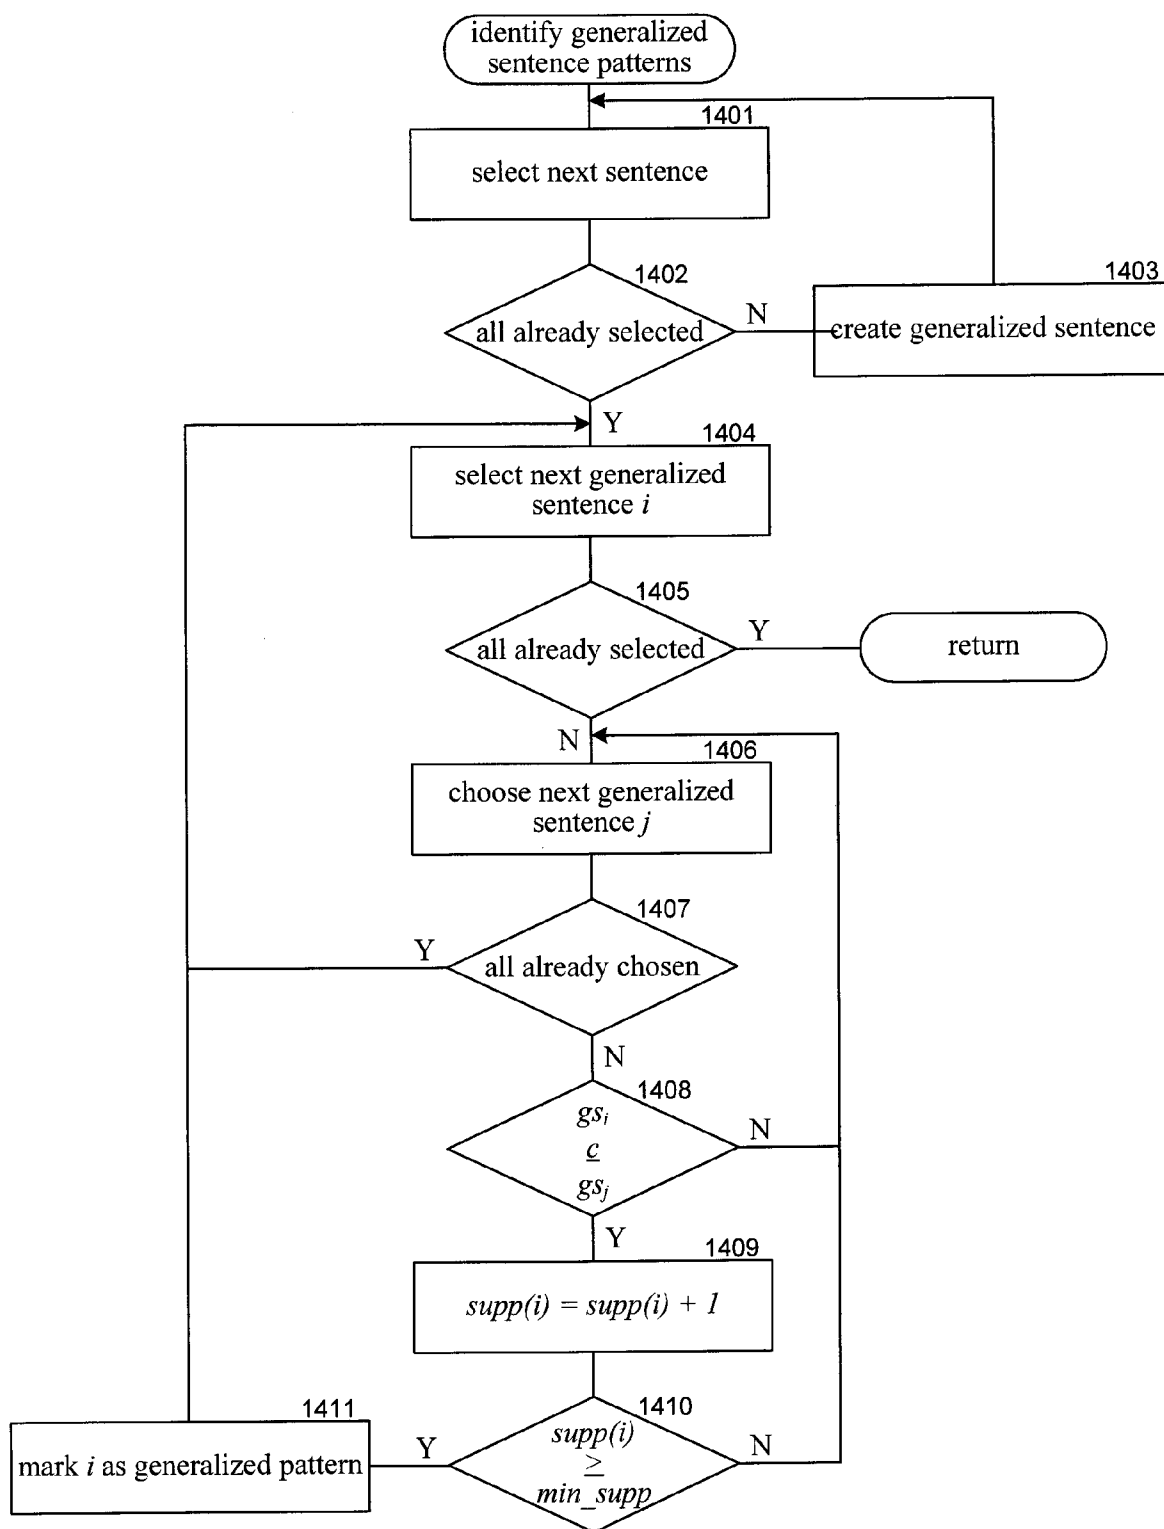 identify generalized
sentence patterns
1401
select next sentence
1402
all already selected
N
1403
create generalized sentence
Y
1404
select next generalized
sentence i
1405
all already selected
Y
return
N
1406
choose next generalized
sentence j
1407
Y
all already chosen
N
1408
gsi
c
gsj
N
Y
1409
supp(i) = supp(i) + 1
1410
supp(i)
≥
min_supp
N
Y
1411
mark i as generalized pattern